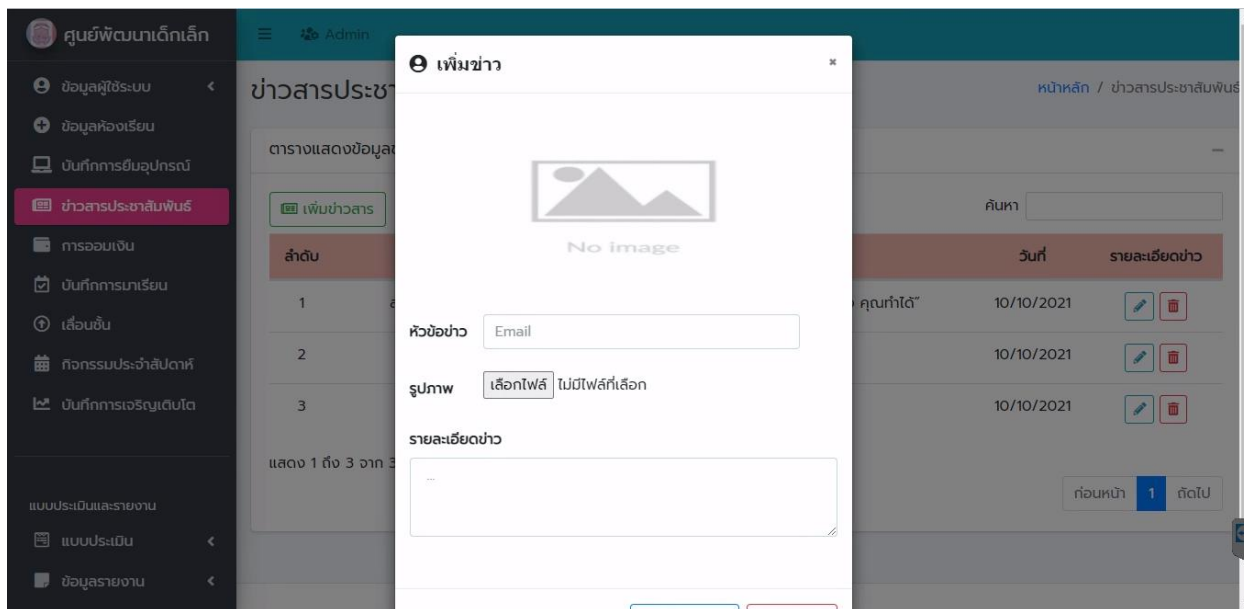 ศูนย์พัฒนาเด็กเล็ก
Admin
ข้อมูลผู้ใช้ระบบ
ข้อมูลห้องเรียน
บันทึกการยืมอุปกรณ์
ข่าวสารประชาสัมพันธ์
การออมเงิน
บันทึกการมาเรียน
เลื่อนชั้น
กิจกรรมประจำสัปดาห์
บันทึกการเจริญเติบโต
แบบประเมินและรายงาน
แบบประเมิน
ข้อมูลรายงาน
ข่าวสารประชา
หน้าหลัก / ข่าวสารประชาสัมพันธ์
ตารางแสดงข้อมูล
เพิ่มข่าวสาร
ค้นหา
ลำดับ วันที่ รายละเอียดข่าว
1 คุณทำได้" 10/10/2021
2 10/10/2021
3 10/10/2021
แสดง 1 ถึง 3 จาก 3
ก่อนหน้า 1 ถัดไป
เพิ่มข่าว
No image
หัวข้อข่าว Email
รูปภาพ เลือกไฟล์ ไม่มีไฟล์ที่เลือก
รายละเอียดข่าว
...